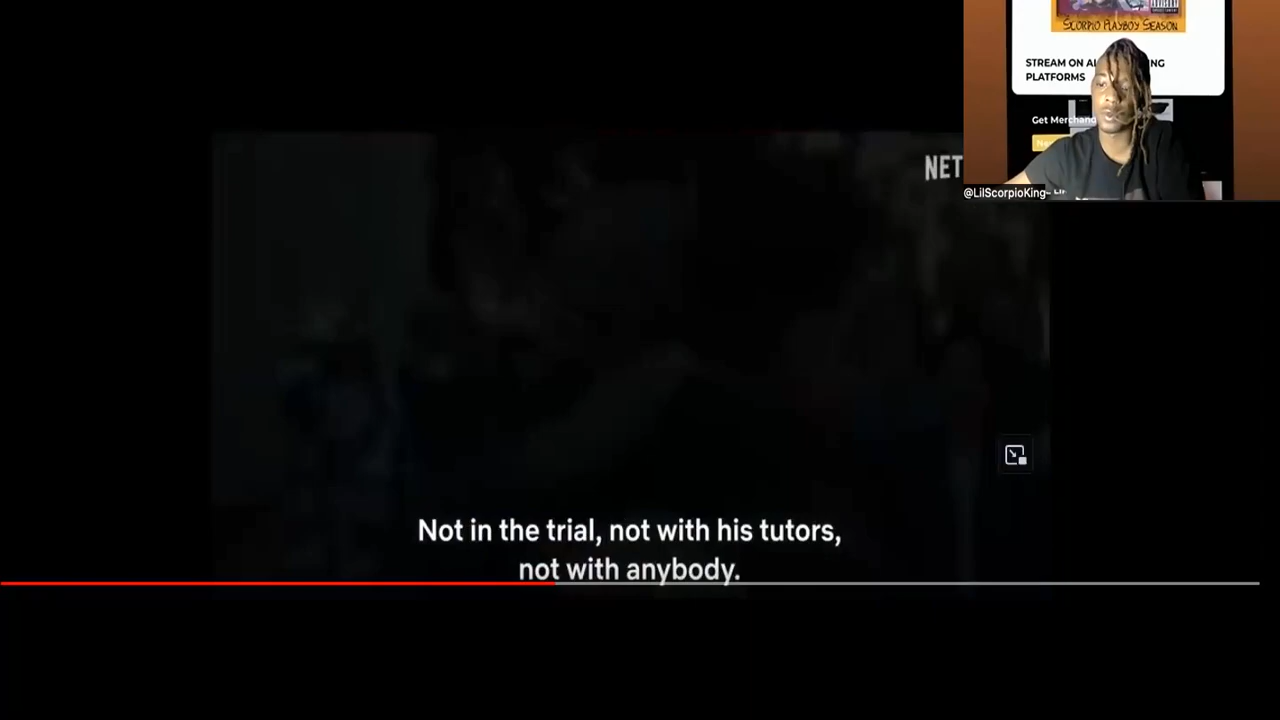 SCORPIO PLAYBOY SEASON
STREAM ON
PLATFORMS
NET
@LilScorpioKing
Not in the trial, not with his tutors,
not with anybody.